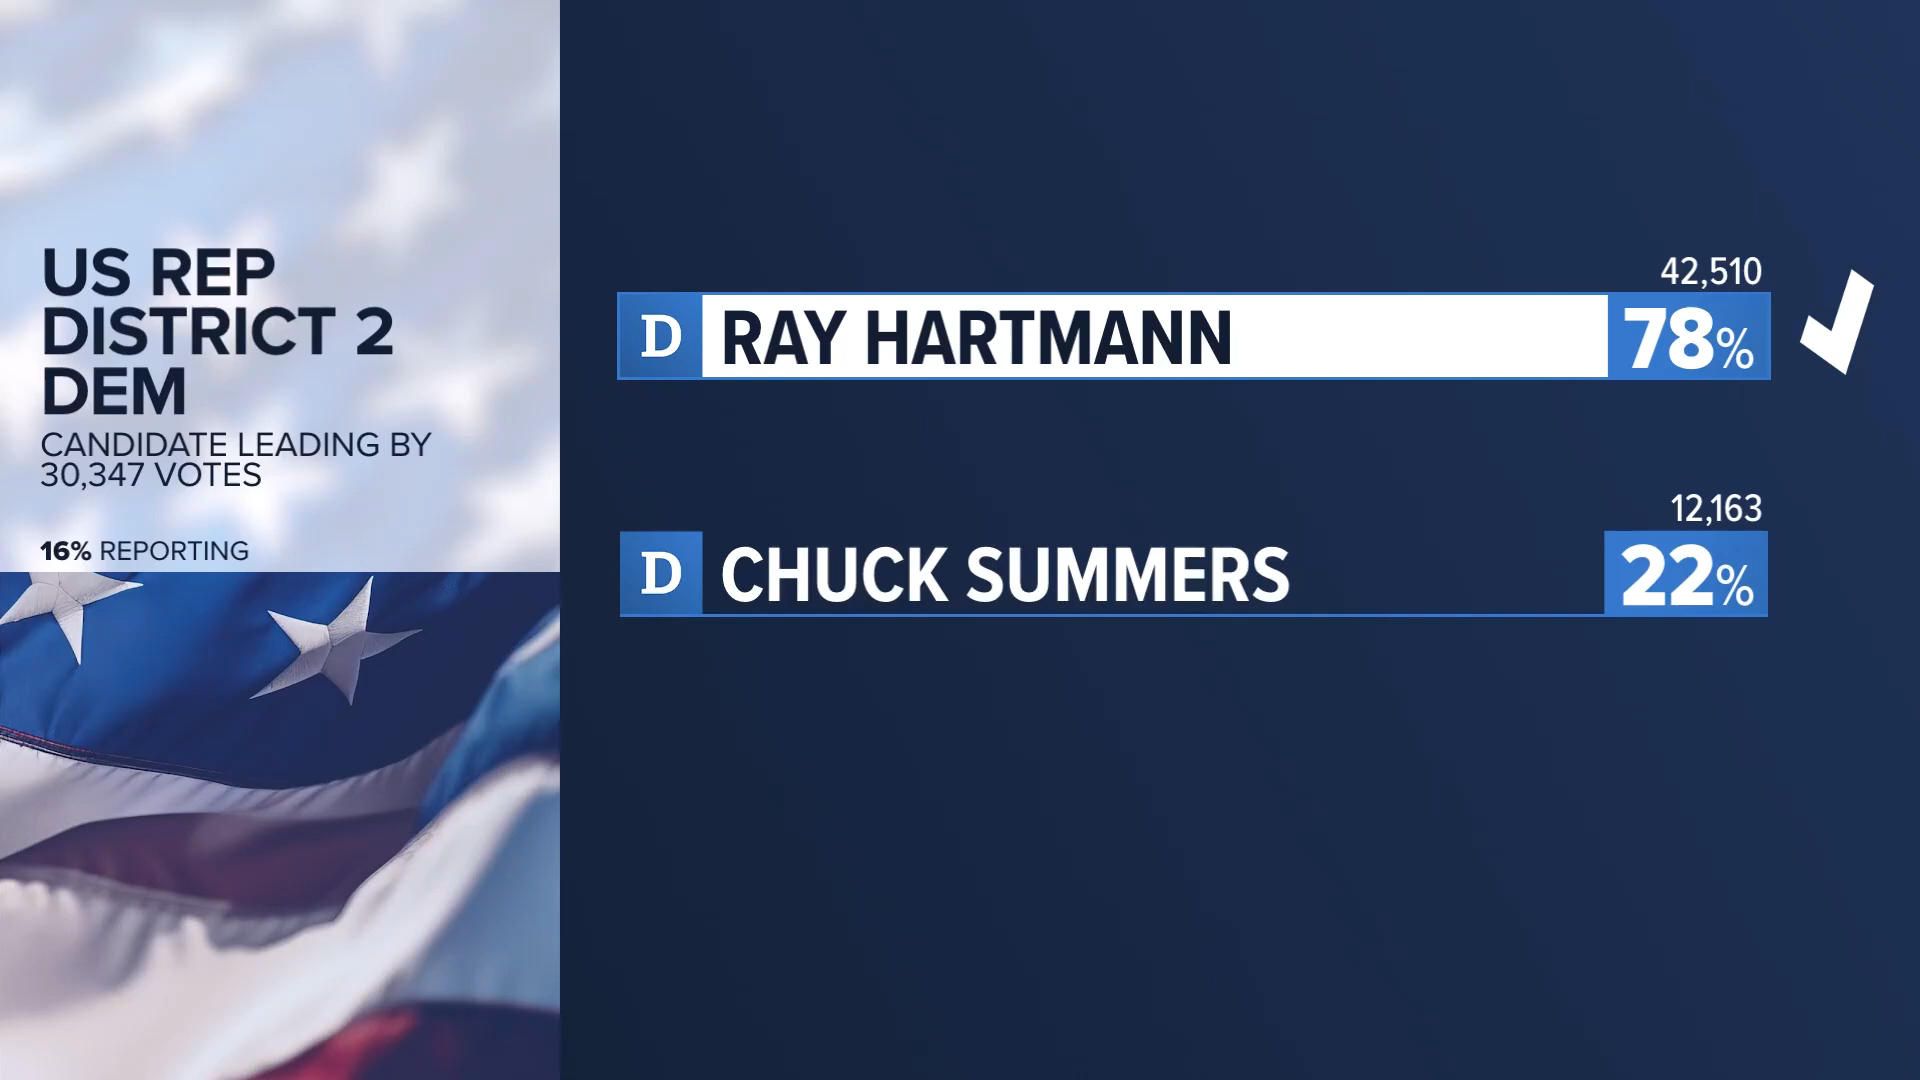 US REP
DISTRICT 2
DEM
CANDIDATE LEADING BY
30,347 VOTES
16% REPORTING
42,510
D RAY HARTMANN 78%
12,163
D CHUCK SUMMERS 22%